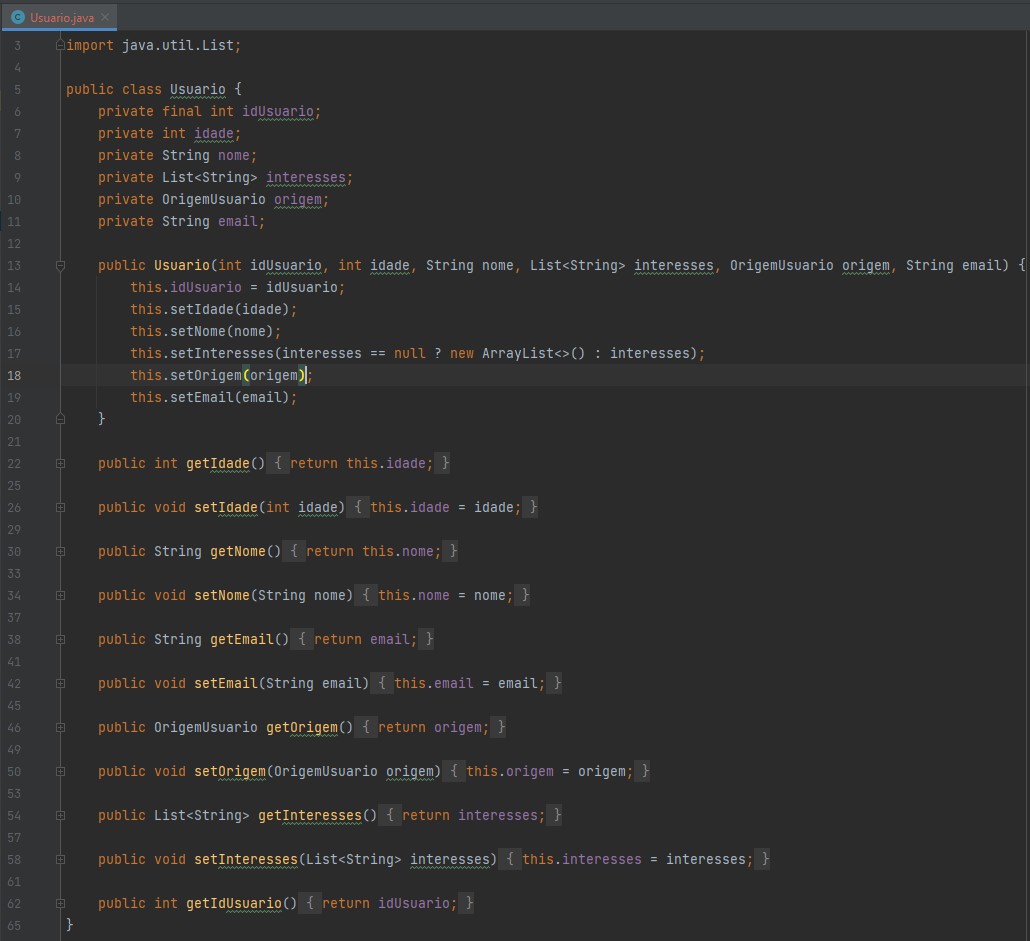 Usuario.java
3 import java.util.List;
4
5 public class Usuario {
6 private final int idUsuario;
7 private int idade;
8 private String nome;
9 private List<String> interesses;
10 private OrigemUsuario origem;
11 private String email;
12
13 public Usuario(int idUsuario, int idade, String nome, List<String> interesses, OrigemUsuario origem, String email) {
14 this.idUsuario = idUsuario;
15 this.setIdade(idade);
16 this.setNome(nome);
17 this.setInteresses(interesses == null ? new ArrayList<>() : interesses);
18 this.setOrigem(origem);
19 this.setEmail(email);
20 }
21
22 public int getIdade() { return this.idade; }
25
26 public void setIdade(int idade) { this.idade = idade; }
29
30 public String getNome() { return this.nome; }
33
34 public void setNome(String nome) { this.nome = nome; }
37
38 public String getEmail() { return email; }
41
42 public void setEmail(String email) { this.email = email; }
45
46 public OrigemUsuario getOrigem() { return origem; }
49
50 public void setOrigem(OrigemUsuario origem) { this.origem = origem; }
53
54 public List<String> getInteresses() { return interesses; }
57
58 public void setInteresses(List<String> interesses) { this.interesses = interesses; }
61
62 public int getIdUsuario() { return idUsuario; }
65 }